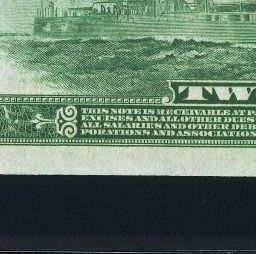 TW
THIS NOTE IS RECEIVABLE AT P
EXCISES AND ALL OTHER DUES
ALL SALARIES AND OTHER DEB
PORATIONS AND ASSOCIATION